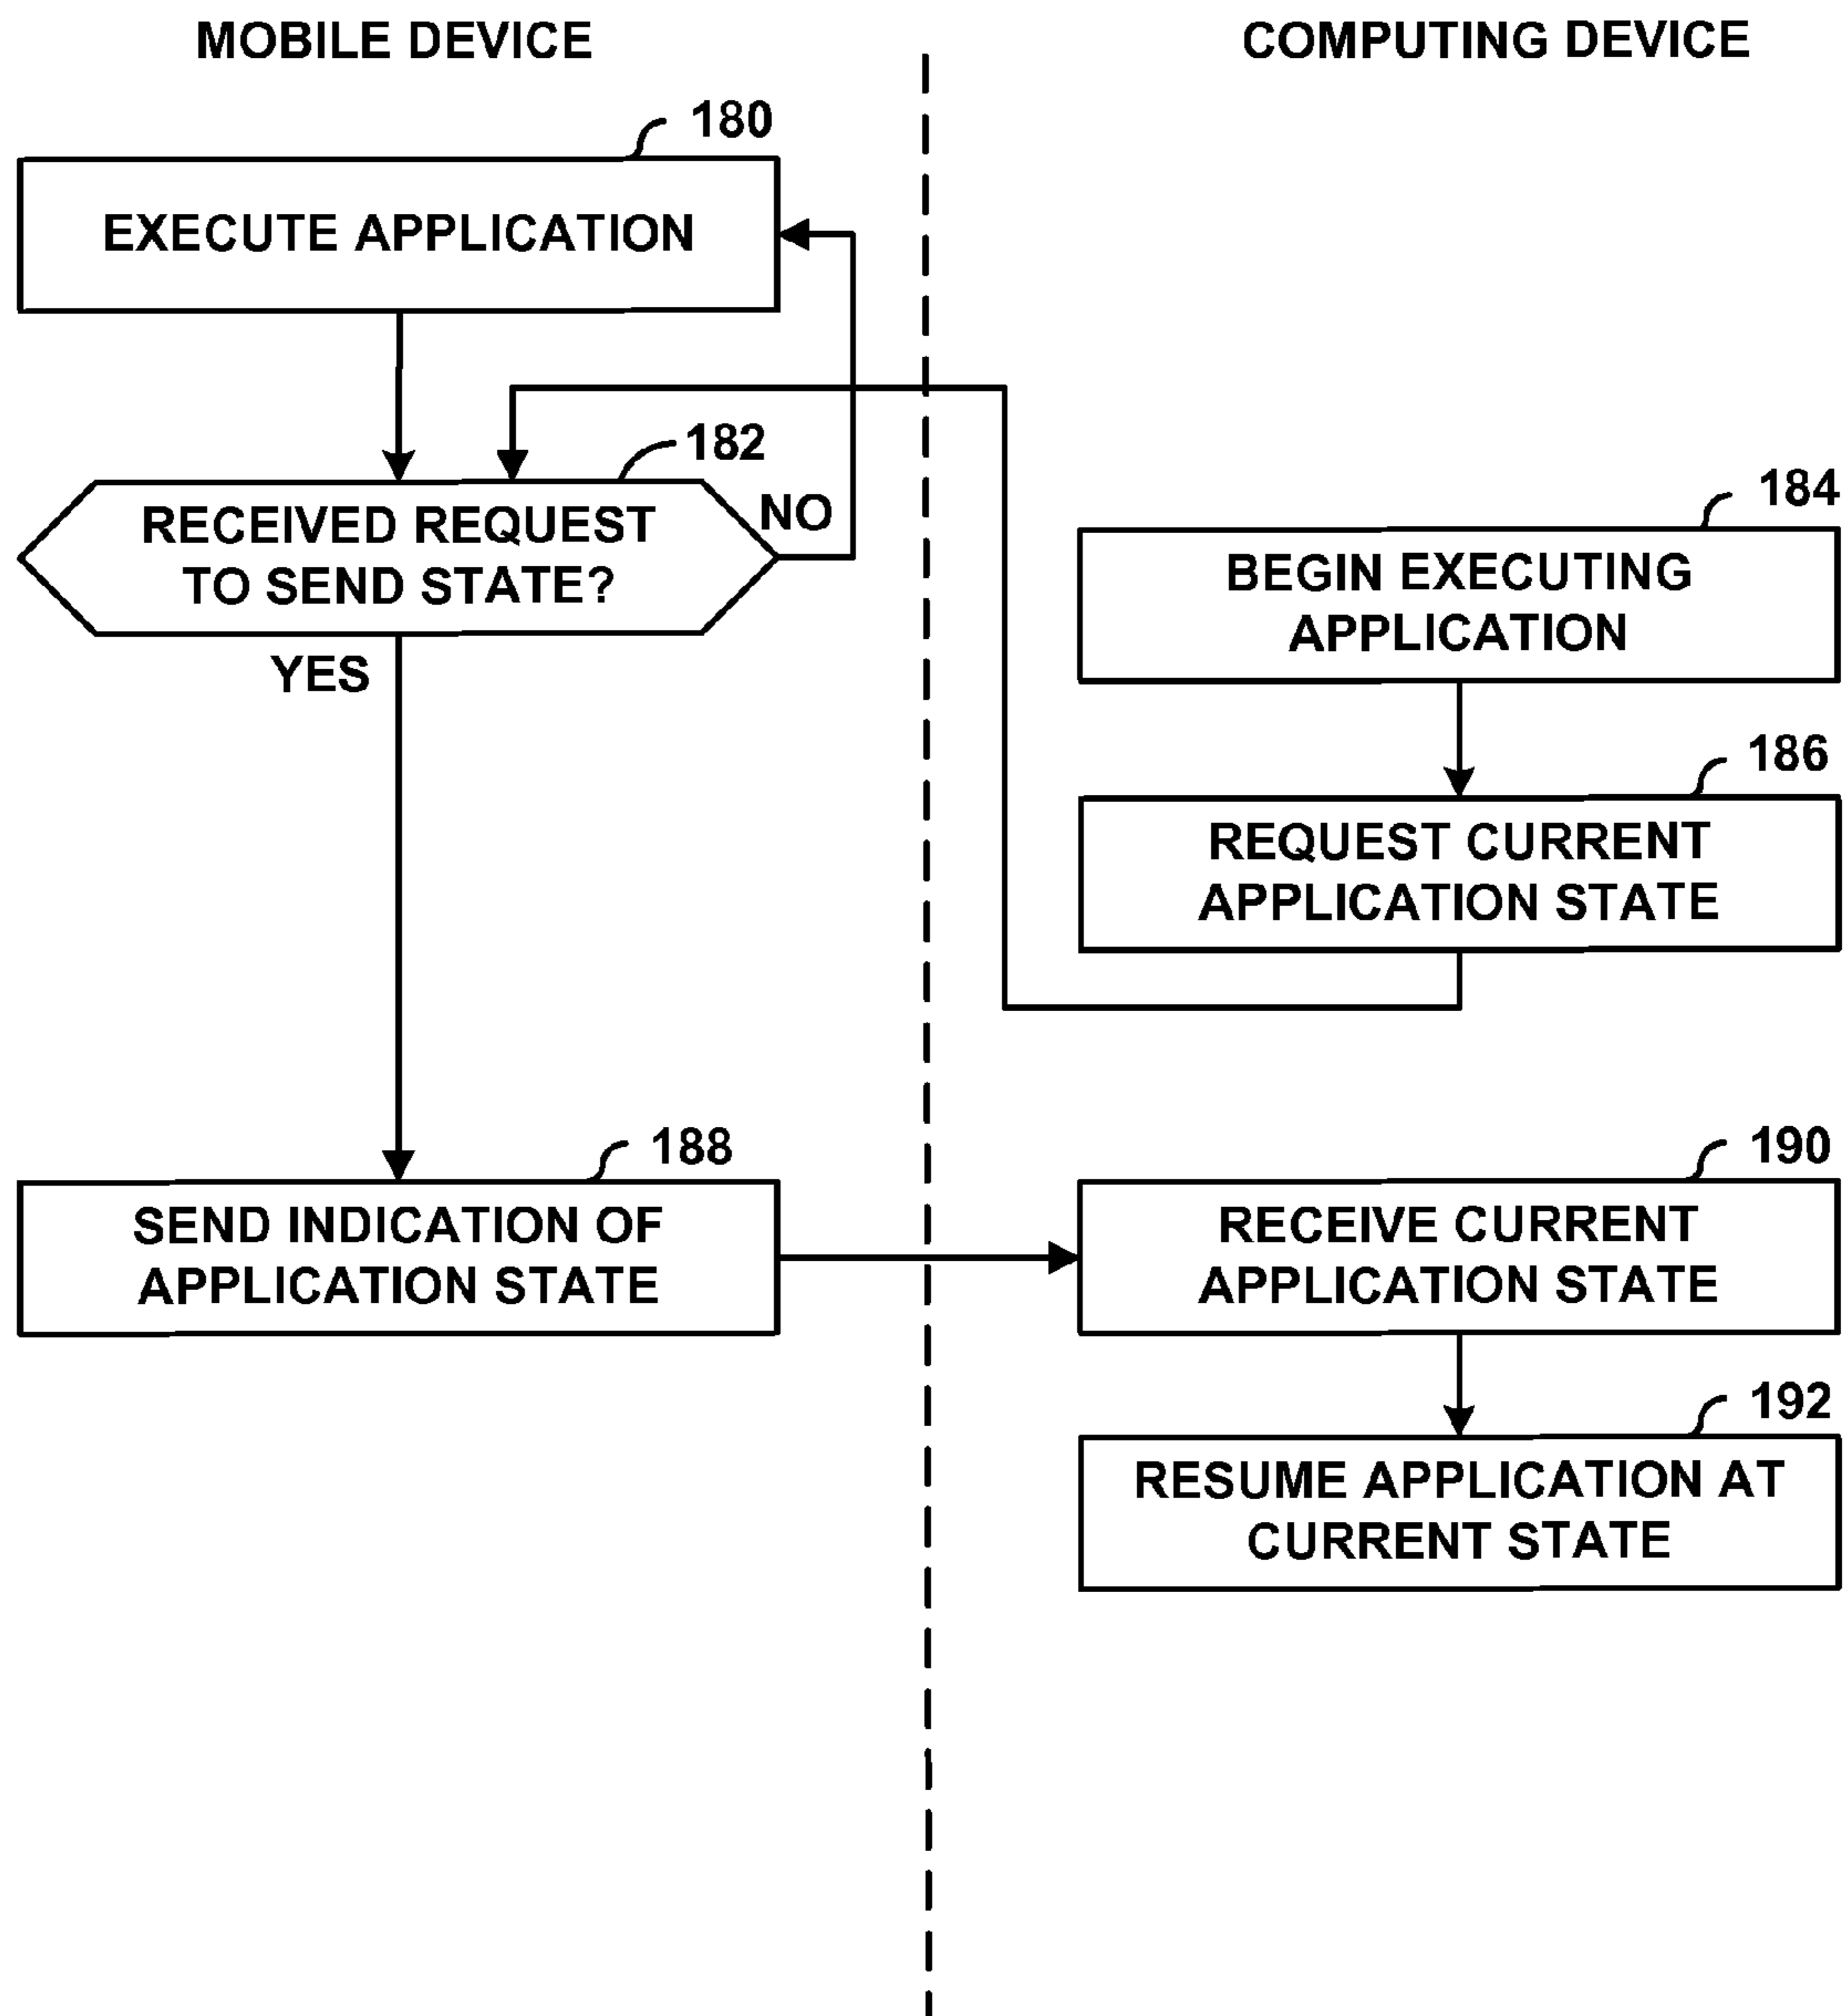 MOBILE DEVICE
COMPUTING DEVICE
180
EXECUTE APPLICATION
182
RECEIVED REQUEST
TO SEND STATE?
NO
YES
184
BEGIN EXECUTING
APPLICATION
186
REQUEST CURRENT
APPLICATION STATE
188
SEND INDICATION OF
APPLICATION STATE
190
RECEIVE CURRENT
APPLICATION STATE
192
RESUME APPLICATION AT
CURRENT STATE